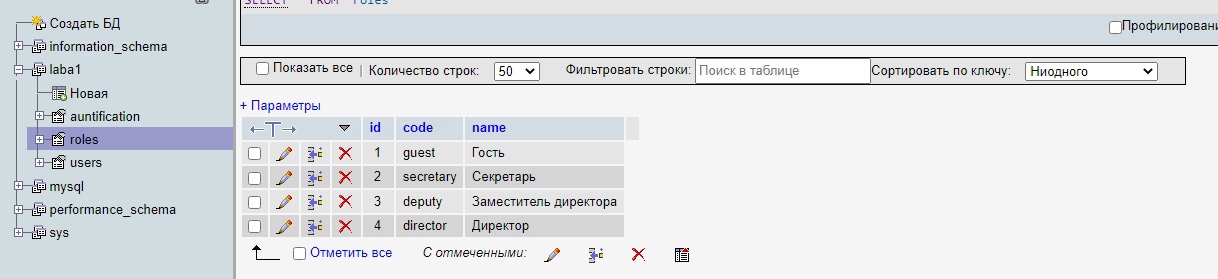 SELECT * FROM `roles`
Создать БД
information_schema
laba1
Новая
auntification
roles
users
mysql
performance_schema
sys
Профилировани
Показать все | Количество строк: 50 Фильтровать строки: Поиск в таблице Сортировать по ключу: Ниодного
+ Параметры
←T→ id code name
1 guest Гость
2 secretary Секретарь
3 deputy Заместитель директора
4 director Директор
Отметить все С отмеченными: